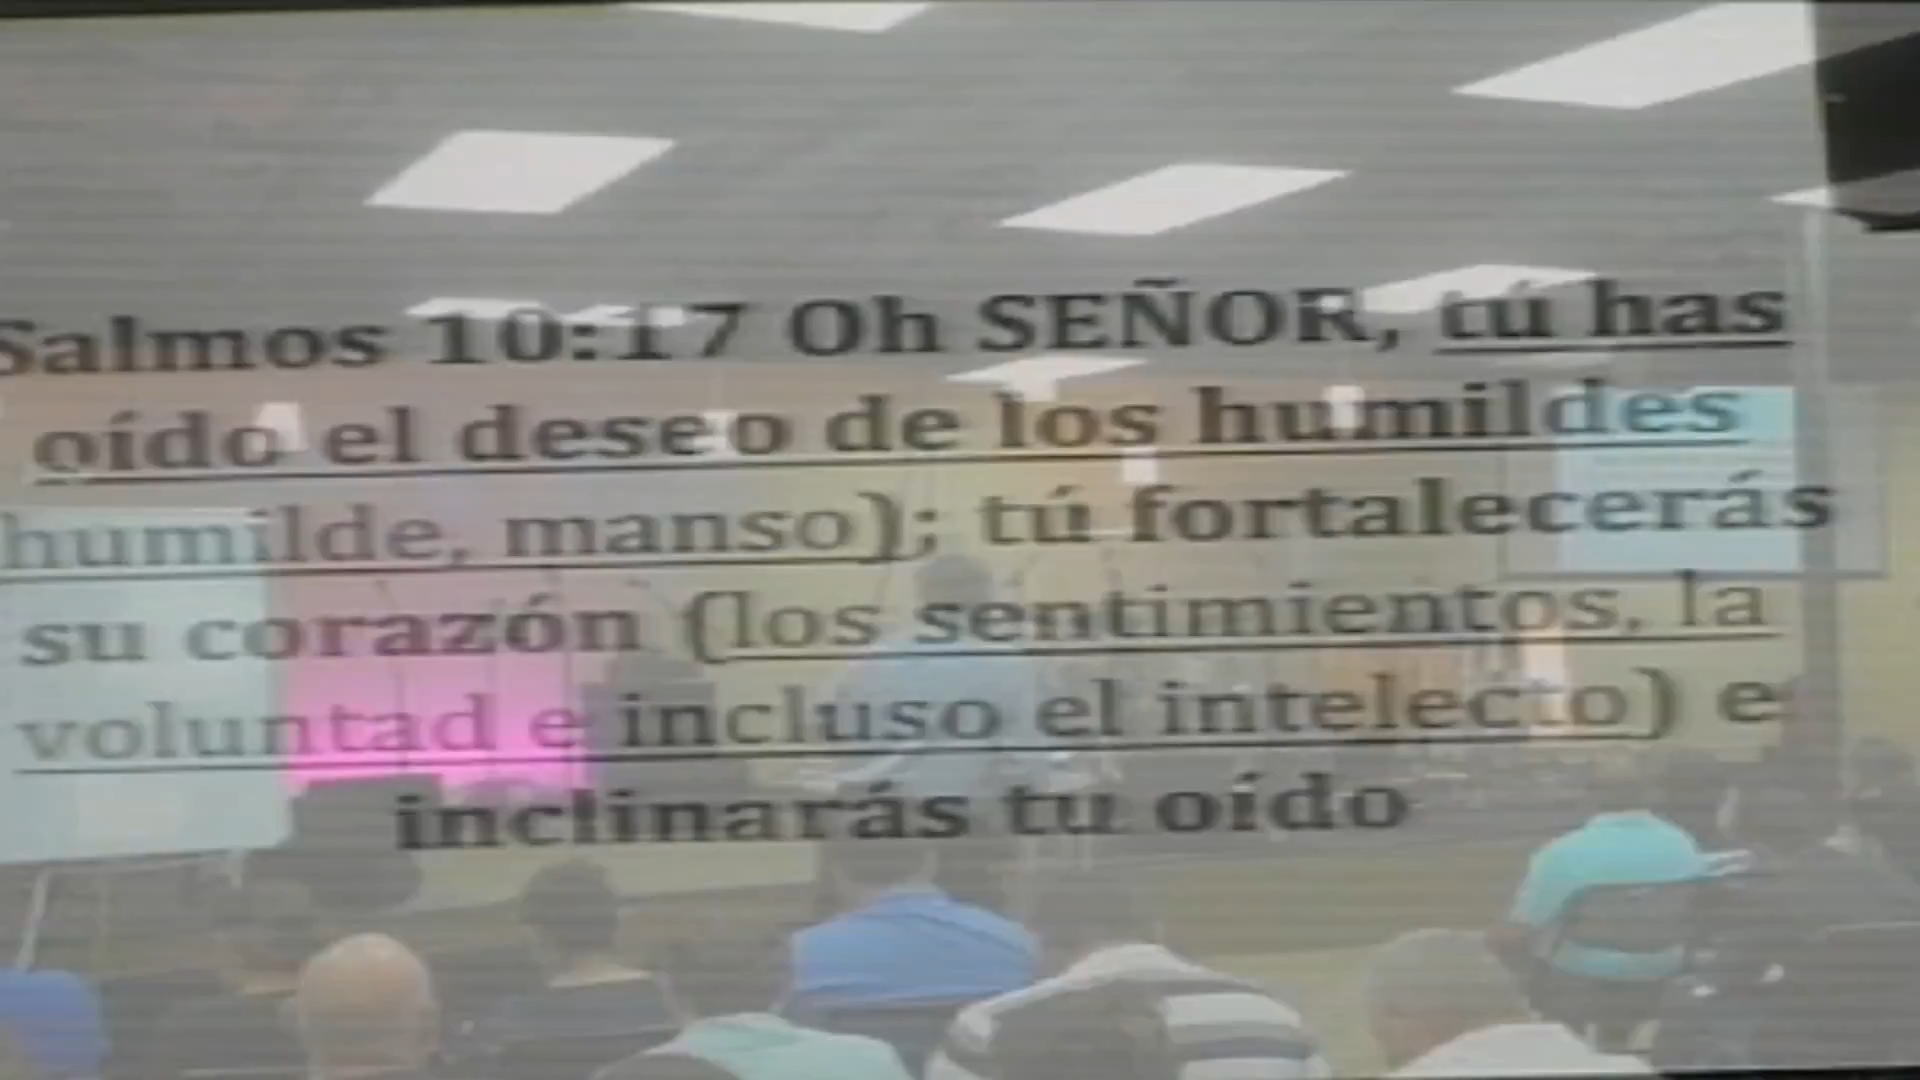 Salmos 10:17 Oh SEÑOR, tú has
oído el deseo de los humildes
humilde, manso); tú fortalecerás
su corazón (los sentimientos, la
voluntad e incluso el intelecto) e
inclinarás tu oído